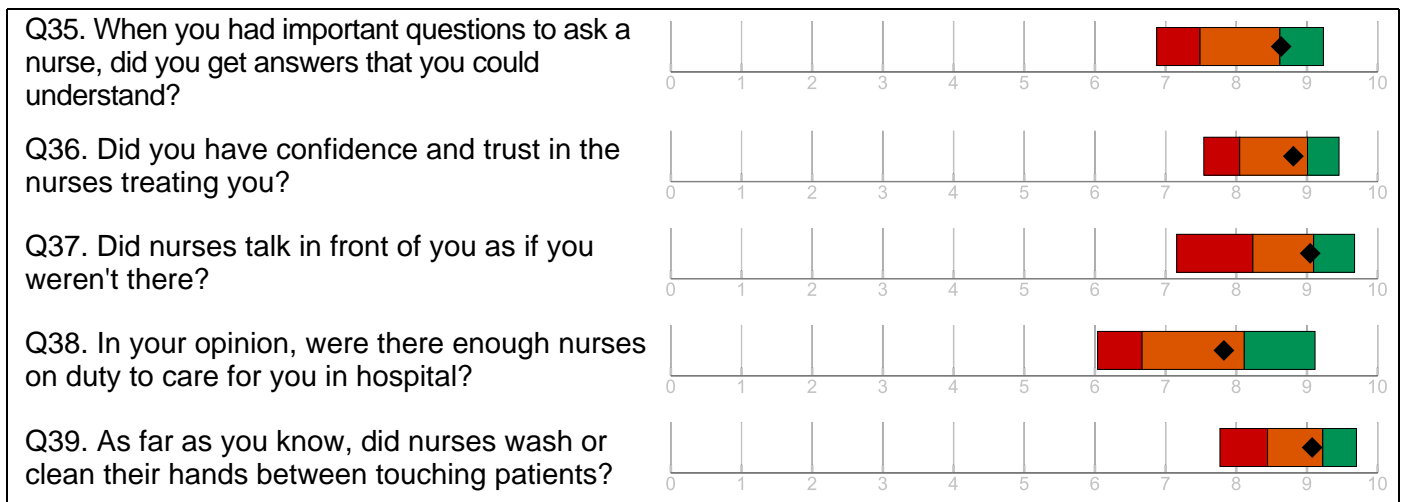 Q35. When you had important questions to ask a
nurse, did you get answers that you could
understand?
0 1 2 3 4 5 6 7 8 9 10
Q36. Did you have confidence and trust in the
nurses treating you?
0 1 2 3 4 5 6 7 8 9 10
Q37. Did nurses talk in front of you as if you
weren't there?
0 1 2 3 4 5 6 7 8 9 10
Q38. In your opinion, were there enough nurses
on duty to care for you in hospital?
0 1 2 3 4 5 6 7 8 9 10
Q39. As far as you know, did nurses wash or
clean their hands between touching patients?
0 1 2 3 4 5 6 7 8 9 10